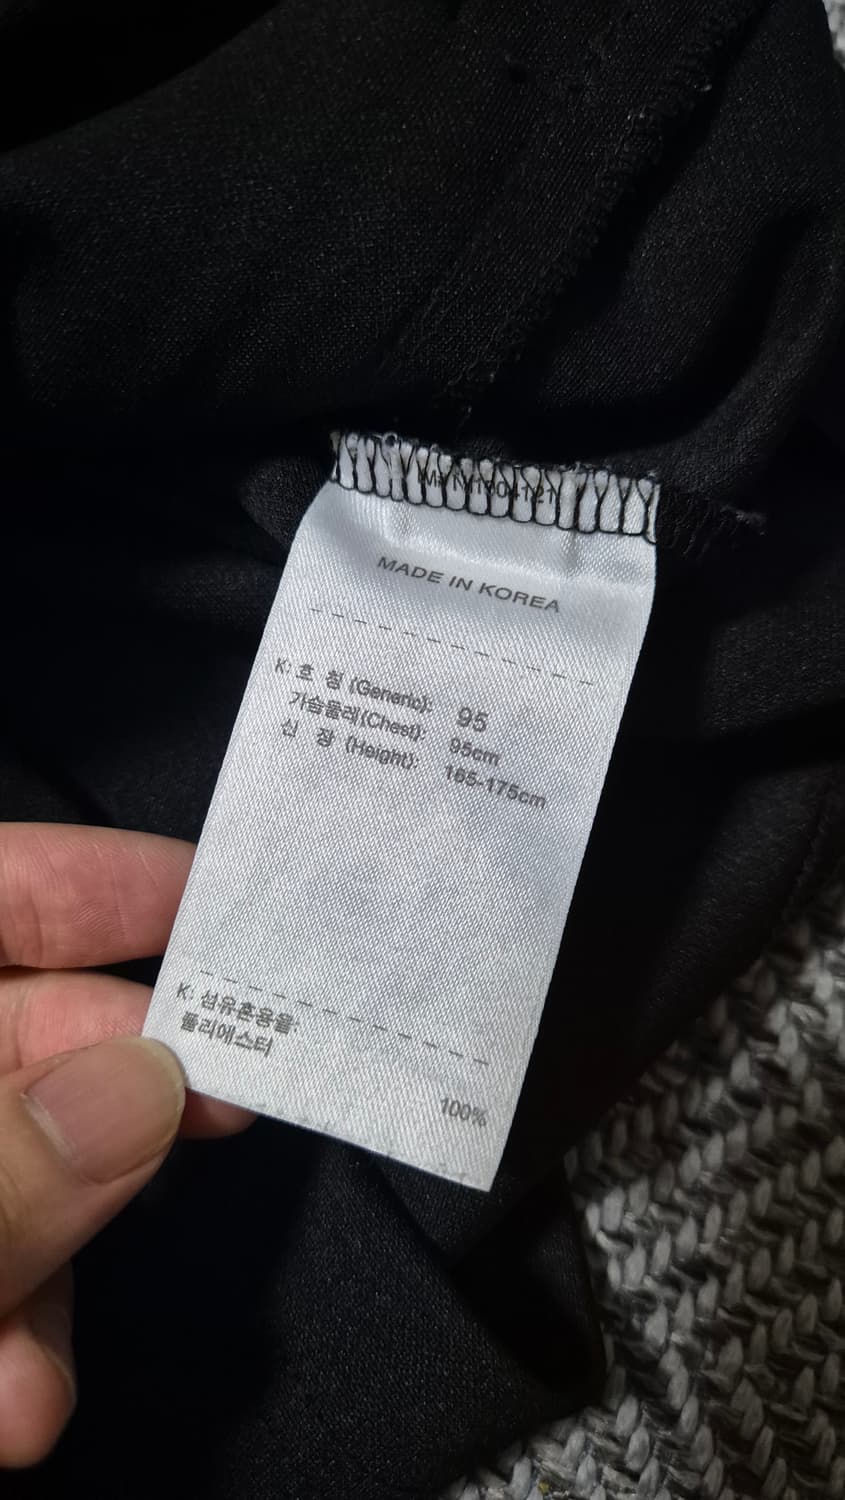 MADE IN KOREA
K: 호 칭 (Generic): 95
가슴둘레(Chest): 95cm
신 장 (Height): 165-175cm
K: 섬유혼용율:
폴리에스터
100%